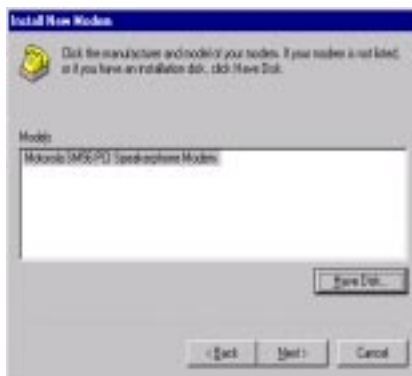 Install New Modem
Click the manufacturer and model of your modem. If your modem is not listed,
or if you have an installation disk, click Have Disk.
Models
Motorola SM56 PCI Speakerphone Modem
Have Disk...
< Back
Next >
Cancel